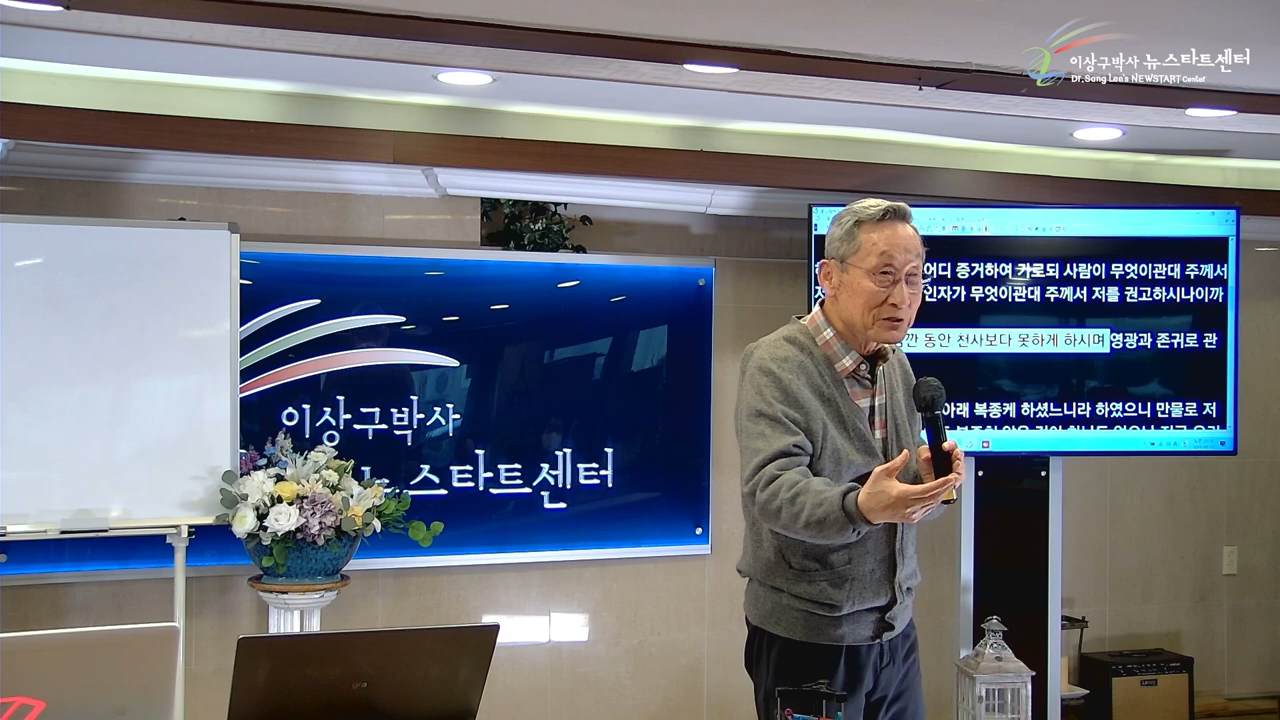 이상구박사 뉴스타트센터
Dr. Sang Lee's NEWSTART Center
어디 증거하여 가로되 사람이 무엇이관대 주께서
인자가 무엇이관대 주께서 저를 권고하시나이까
깐 동안 천사보다 못하게 하시며 영광과 존귀로 관
아래 복종케 하셨느니라 하였으니 만물로 저
이상구박사
뉴스타트센터